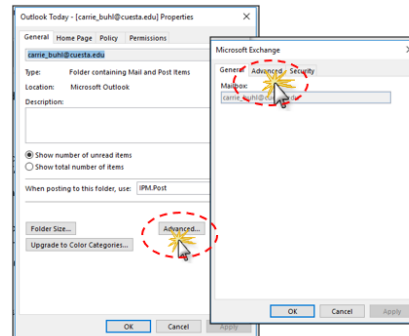 Outlook Today - [carrie_buhl@cuesta.edu] Properties
General Home Page Policy Permissions
carrie_buhl@cuesta.edu
Type: Folder containing Mail and Post Items
Location: Microsoft Outlook
Description:
Show number of unread items
Show total number of items
When posting to this folder, use: IPM.Post
Folder Size... Advanced...
Upgrade to Color Categories...
OK Cancel Apply
Microsoft Exchange
General Advanced Security
Mailbox:
OK Cancel Apply